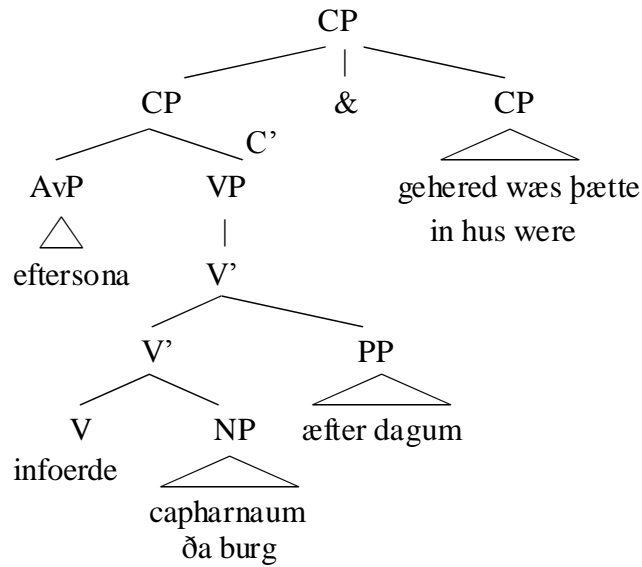 CP
CP & CP
C’
AvP VP gehered wæs þætte
in hus were
eftersona
V’
V’ PP
V NP æfter dagum
infoerde
capharnaum
ða burg